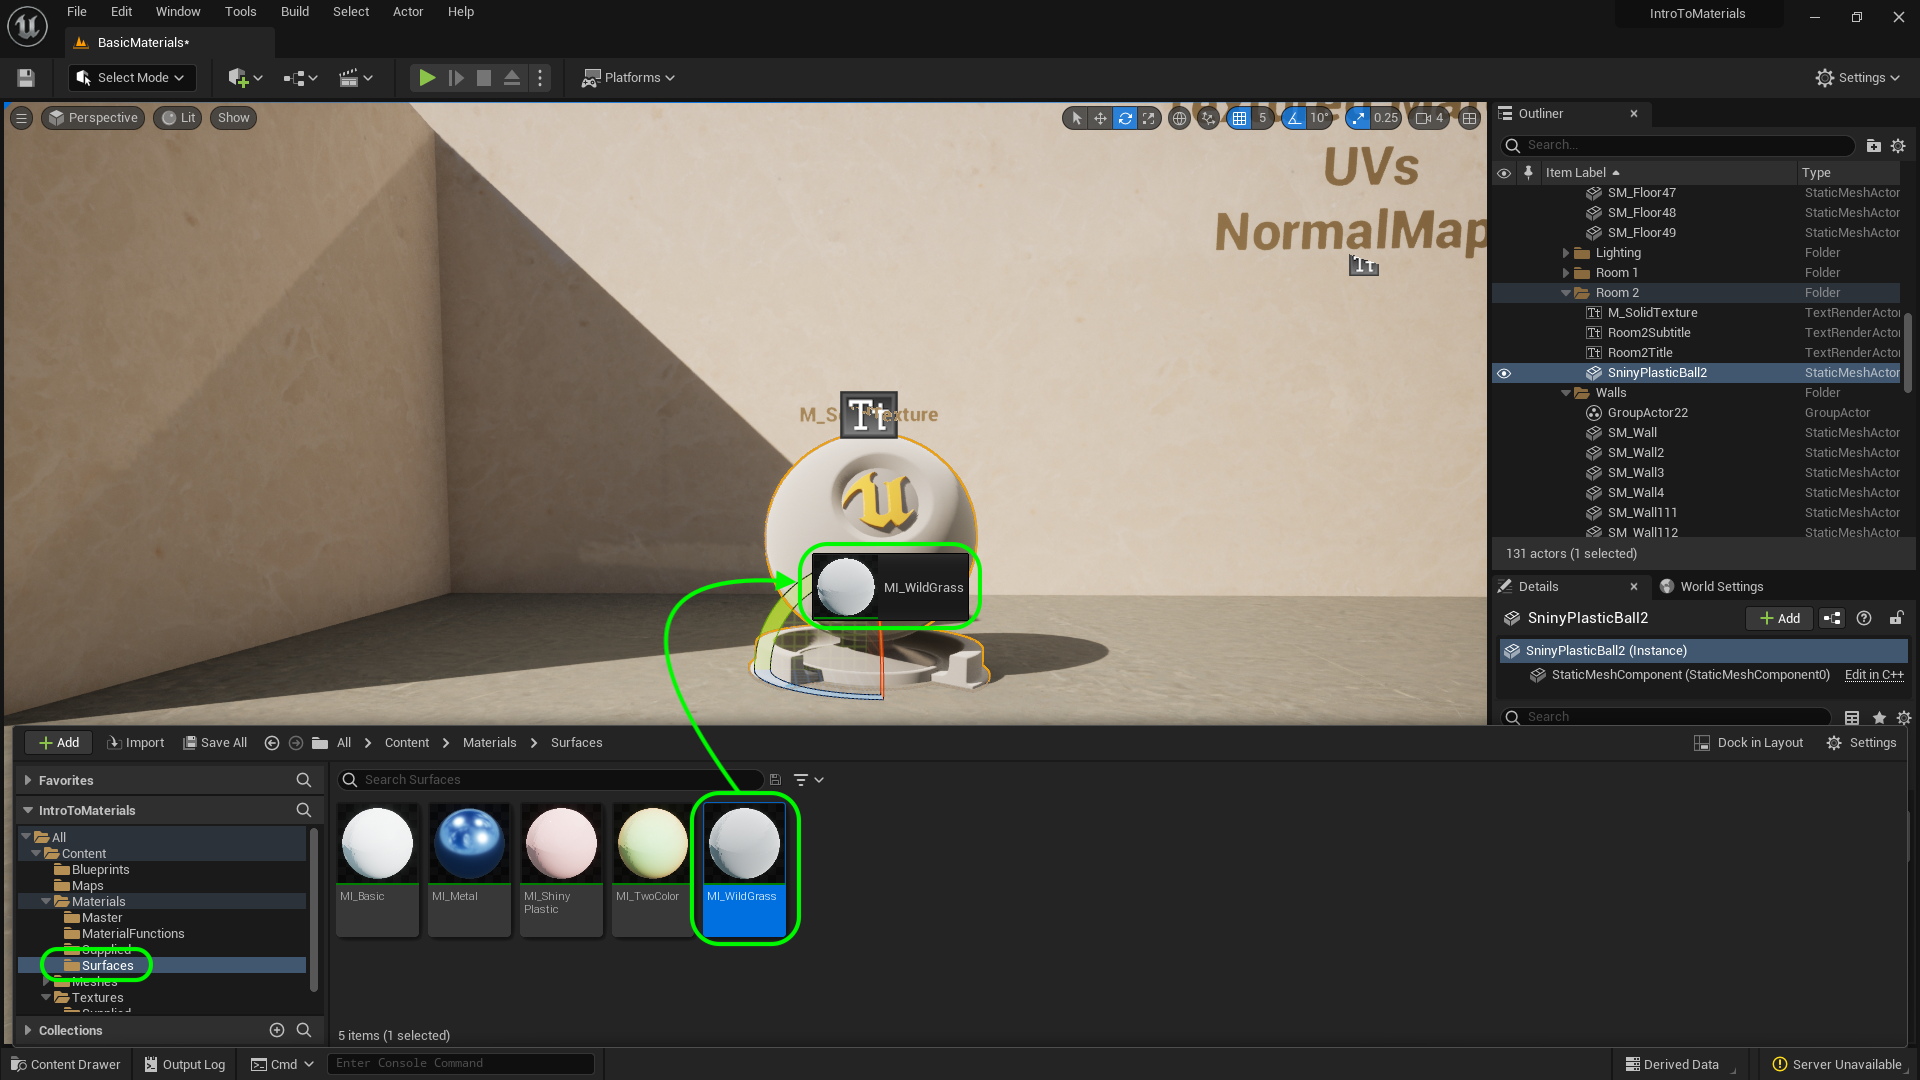 File Edit Window Tools Build Select Actor Help
IntroToMaterials
BasicMaterials*
Select Mode
Platforms
Settings
Perspective Lit Show
5 10° 0.25 4
UVs
NormalMap
M_S Texture
MI_WildGrass
Outliner
Search...
Item Label Type
SM_Floor47 StaticMeshActor
SM_Floor48 StaticMeshActor
SM_Floor49 StaticMeshActor
Lighting Folder
Room 1 Folder
Room 2 Folder
M_SolidTexture TextRenderActor
Room2Subtitle TextRenderActor
Room2Title TextRenderActor
SninyPlasticBall2 StaticMeshActor
Walls Folder
GroupActor22 GroupActor
SM_Wall StaticMeshActor
SM_Wall2 StaticMeshActor
SM_Wall3 StaticMeshActor
SM_Wall4 StaticMeshActor
SM_Wall111 StaticMeshActor
SM_Wall112 StaticMeshActor
131 actors (1 selected)
Details World Settings
SninyPlasticBall2
Add
SninyPlasticBall2 (Instance)
StaticMeshComponent (StaticMeshComponent0) Edit in C++
Search
Add Import Save All All Content Materials Surfaces
Dock in Layout Settings
Favorites
IntroToMaterials
All
Content
Blueprints
Maps
Materials
Master
MaterialFunctions
Supplied
Surfaces
Meshes
Textures
Supplied
Collections
Search Surfaces
MI_Basic
MI_Metal
MI_Shiny
Plastic
MI_TwoColor
MI_WildGrass
5 items (1 selected)
Content Drawer Output Log Cmd Enter Console Command
Derived Data Server Unavailable